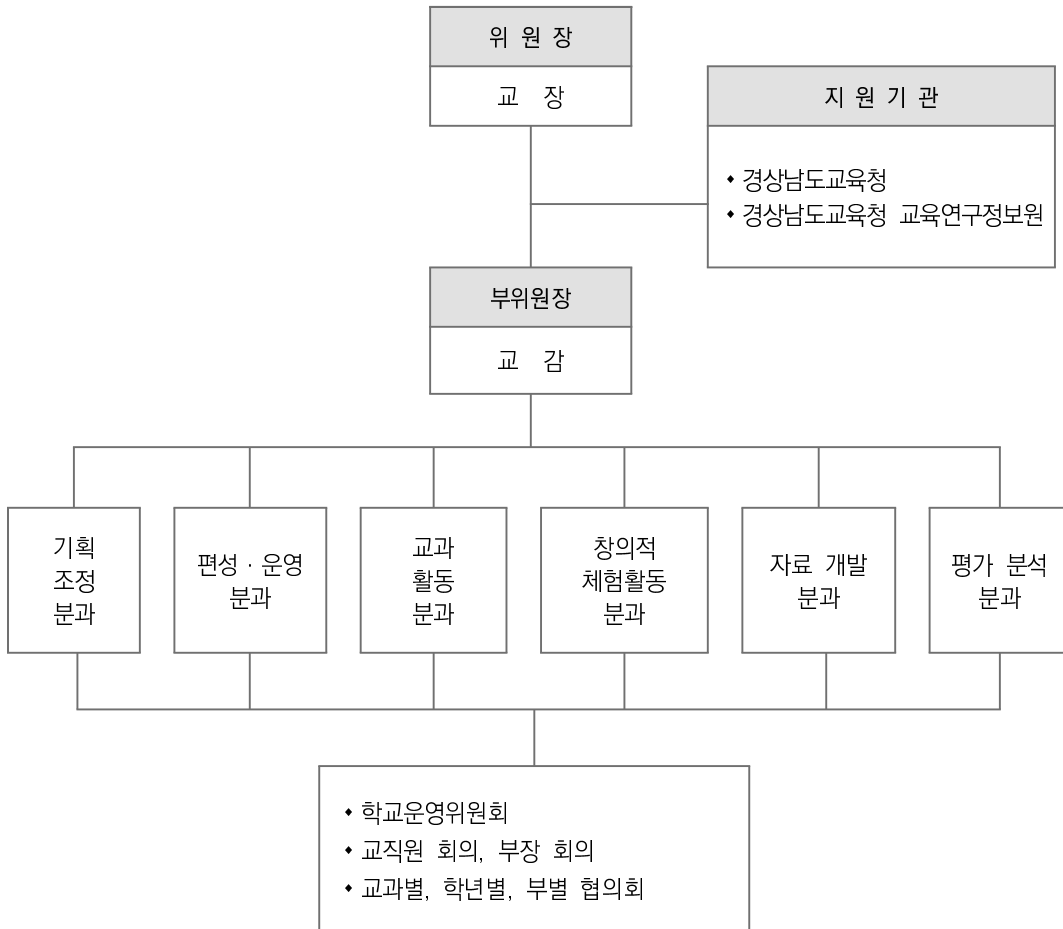 위 원 장
교 장
지 원 기 관
◆ 경상남도교육청
◆ 경상남도교육청 교육연구정보원
부위원장
교 감
기획
조정
분과
편성 · 운영
분과
교과
활동
분과
창의적
체험활동
분과
자료 개발
분과
평가 분석
분과
◆ 학교운영위원회
◆ 교직원 회의, 부장 회의
◆ 교과별, 학년별, 부별 협의회